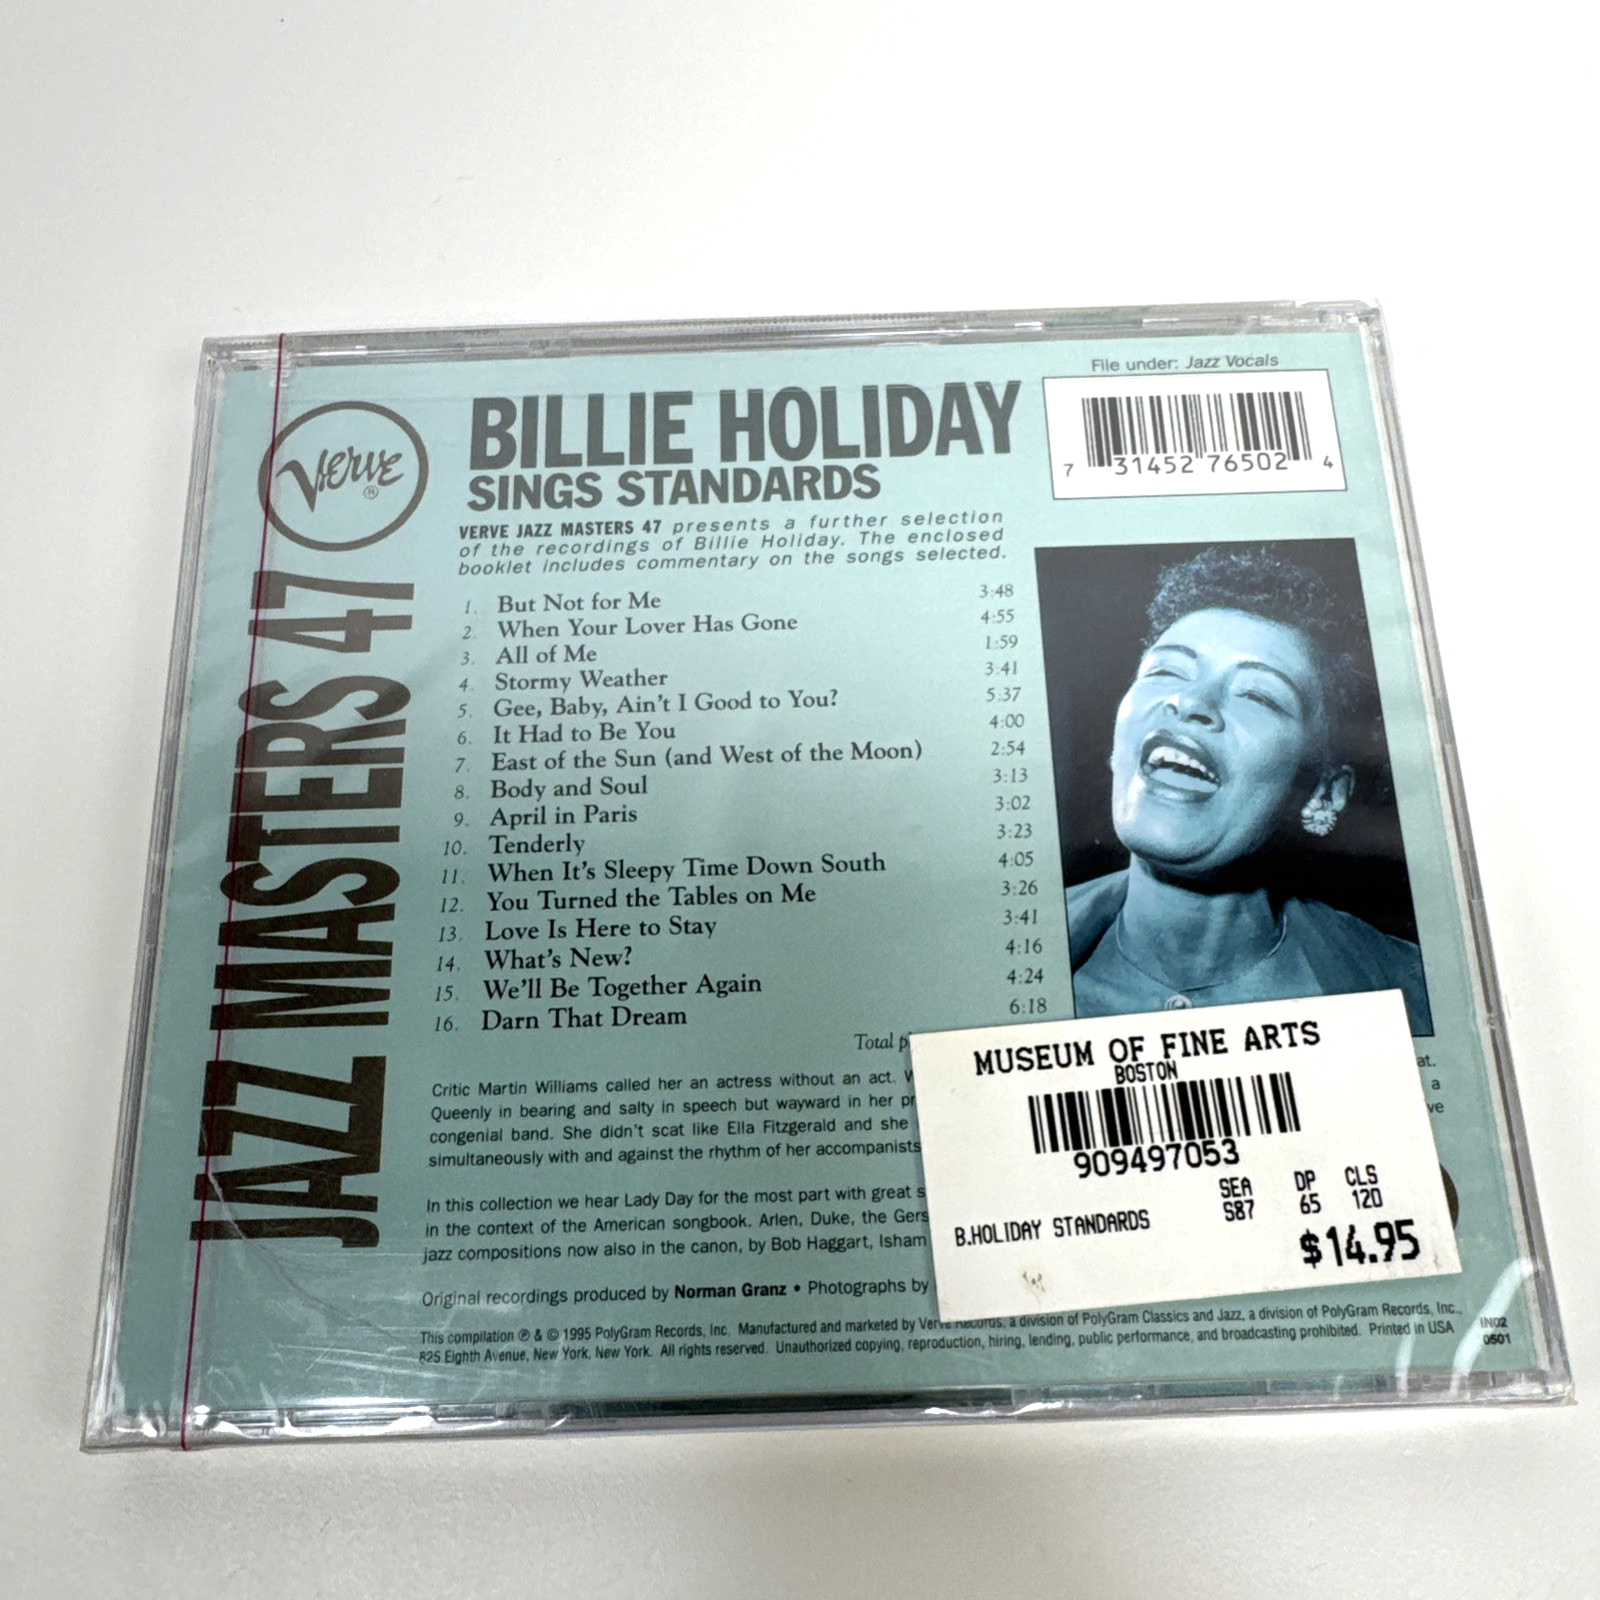 File under: Jazz Vocals
7 31452 76502 4
Verve
JAZZ MASTERS 47
BILLIE HOLIDAY
SINGS STANDARDS
VERVE JAZZ MASTERS 47 presents a further selection
of the recordings of Billie Holiday. The enclosed
booklet includes commentary on the songs selected.
1. But Not for Me 3:48
2. When Your Lover Has Gone 4:55
3. All of Me 1:59
4. Stormy Weather 3:41
5. Gee, Baby, Ain't I Good to You? 5:37
6. It Had to Be You 4:00
7. East of the Sun (and West of the Moon) 2:54
8. Body and Soul 3:13
9. April in Paris 3:02
10. Tenderly 3:23
11. When It's Sleepy Time Down South 4:05
12. You Turned the Tables on Me 3:26
13. Love Is Here to Stay 3:41
14. What's New? 4:16
15. We'll Be Together Again 4:24
16. Darn That Dream 6:18
Total
Critic Martin Williams called her an actress without an act.
Queenly in bearing and salty in speech but wayward in her
a
congenial band. She didn't scat like Ella Fitzgerald and she
simultaneously with and against the rhythm of her accompanists
In this collection we hear Lady Day for the most part with great
in the context of the American songbook. Arlen, Duke, the
jazz compositions now also in the canon, by Bob Haggart, Isham
Original recordings produced by Norman Granz • Photographs by
This compilation ℗ & © 1995 PolyGram Records, Inc. Manufactured and marketed by Verve Records, a division of PolyGram Classics and Jazz, a division of PolyGram Records, Inc.,
825 Eighth Avenue, New York, New York. All rights reserved. Unauthorized copying, reproduction, hiring, lending, public performance, and broadcasting prohibited. Printed in USA
IN02
0501
MUSEUM OF FINE ARTS
BOSTON
909497053
SEA DP CLS
B.HOLIDAY STANDARDS S87 65 120
$14.95